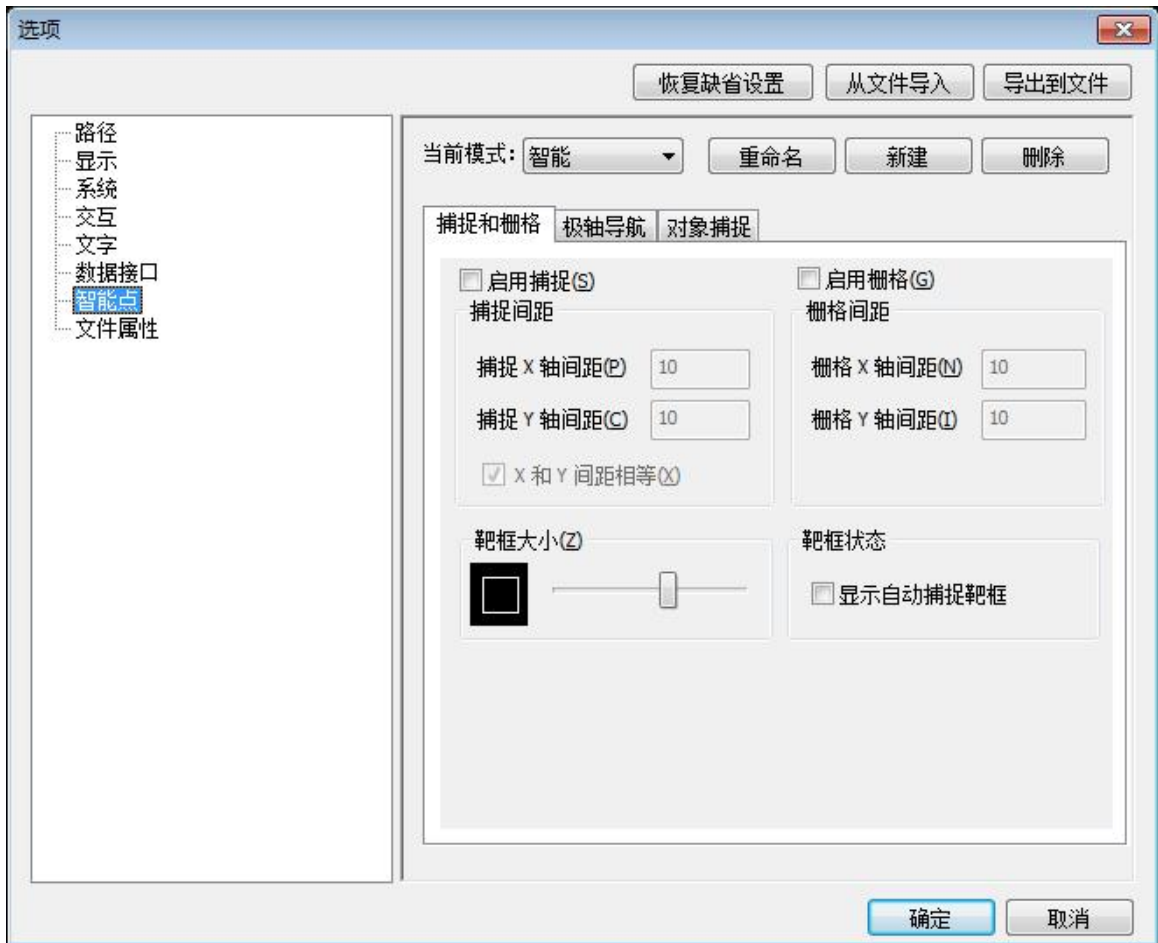 选项
恢复缺省设置 从文件导入 导出到文件
路径
显示
系统
交互
文字
数据接口
智能点
文件属性
当前模式: 智能 重命名 新建 删除
捕捉和栅格 极轴导航 对象捕捉
启用捕捉(S)
捕捉间距
捕捉 X 轴间距(P) 10
捕捉 Y 轴间距(C) 10
X 和 Y 间距相等(X)
启用栅格(G)
栅格间距
栅格 X 轴间距(N) 10
栅格 Y 轴间距(I) 10
靶框大小(Z)
靶框状态
显示自动捕捉靶框
确定 取消